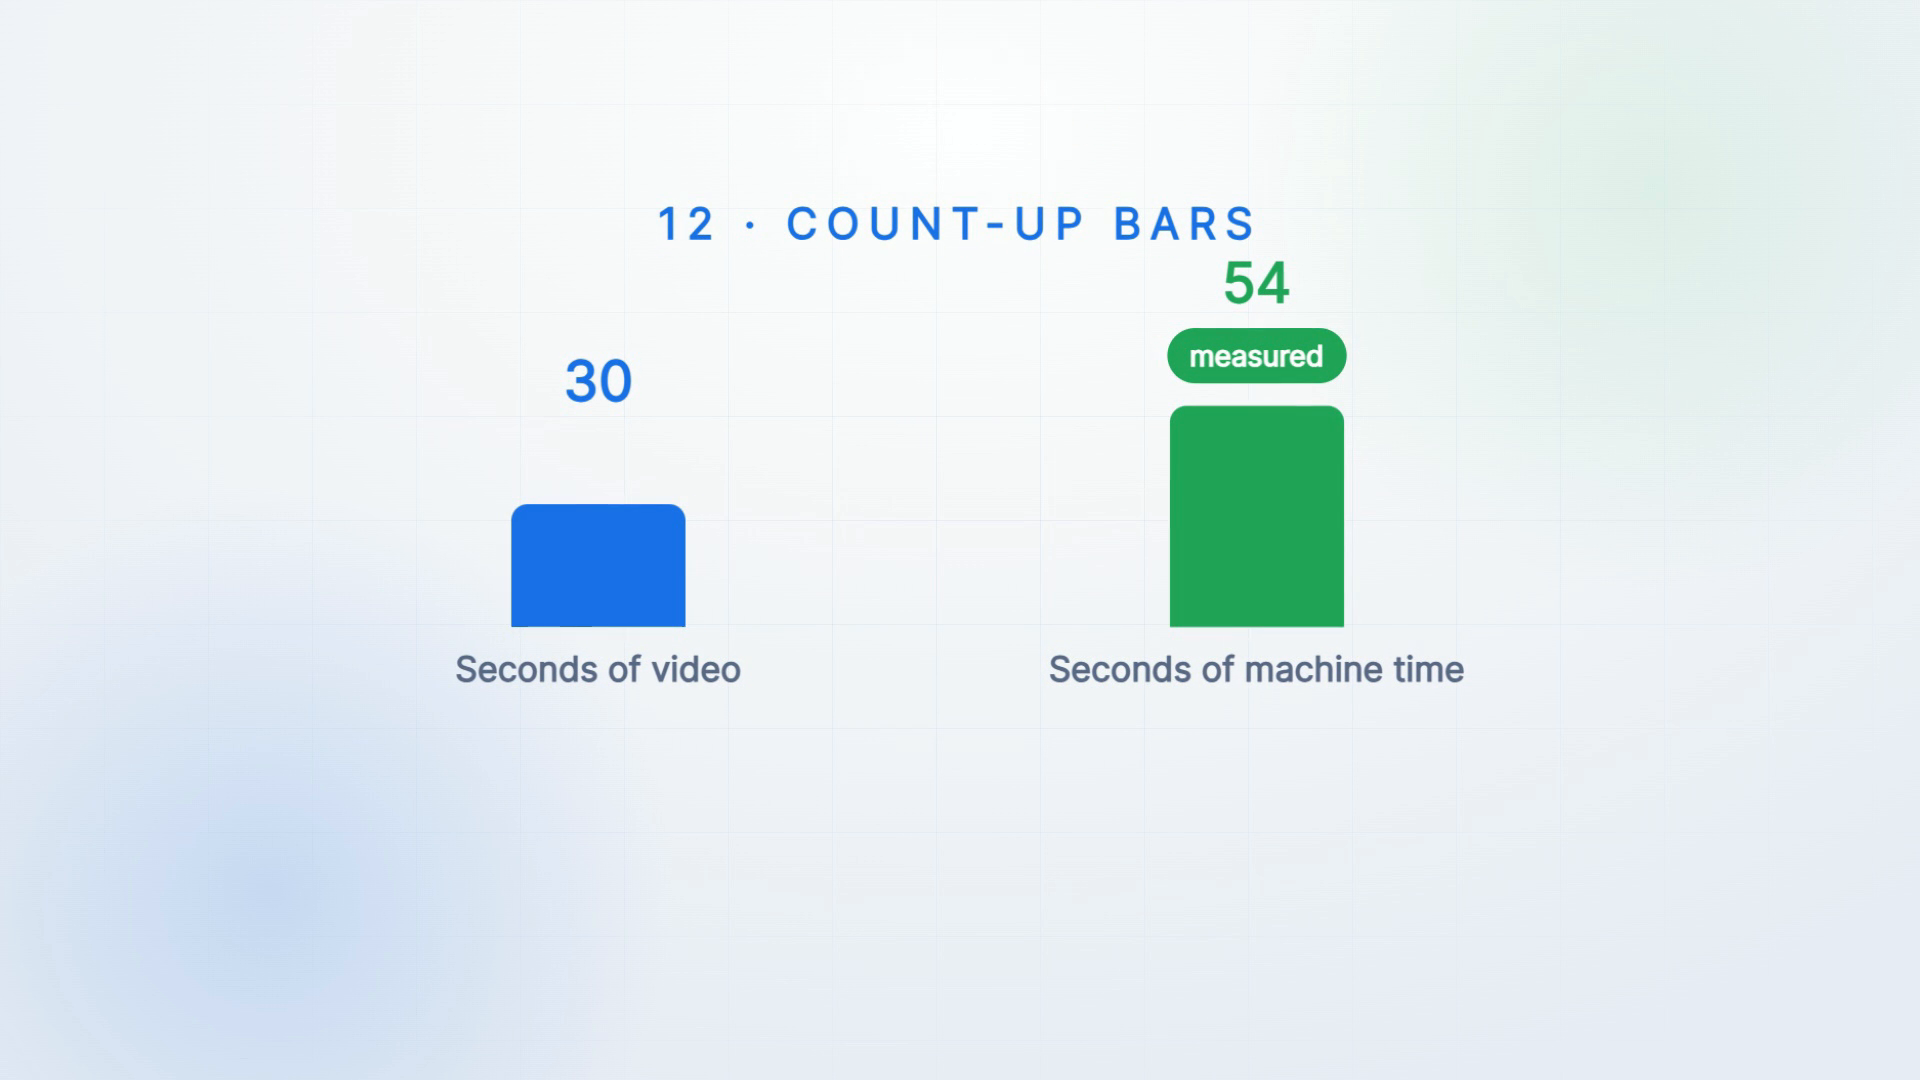 12 · COUNT-UP BARS
54
measured
30
Seconds of video
Seconds of machine time